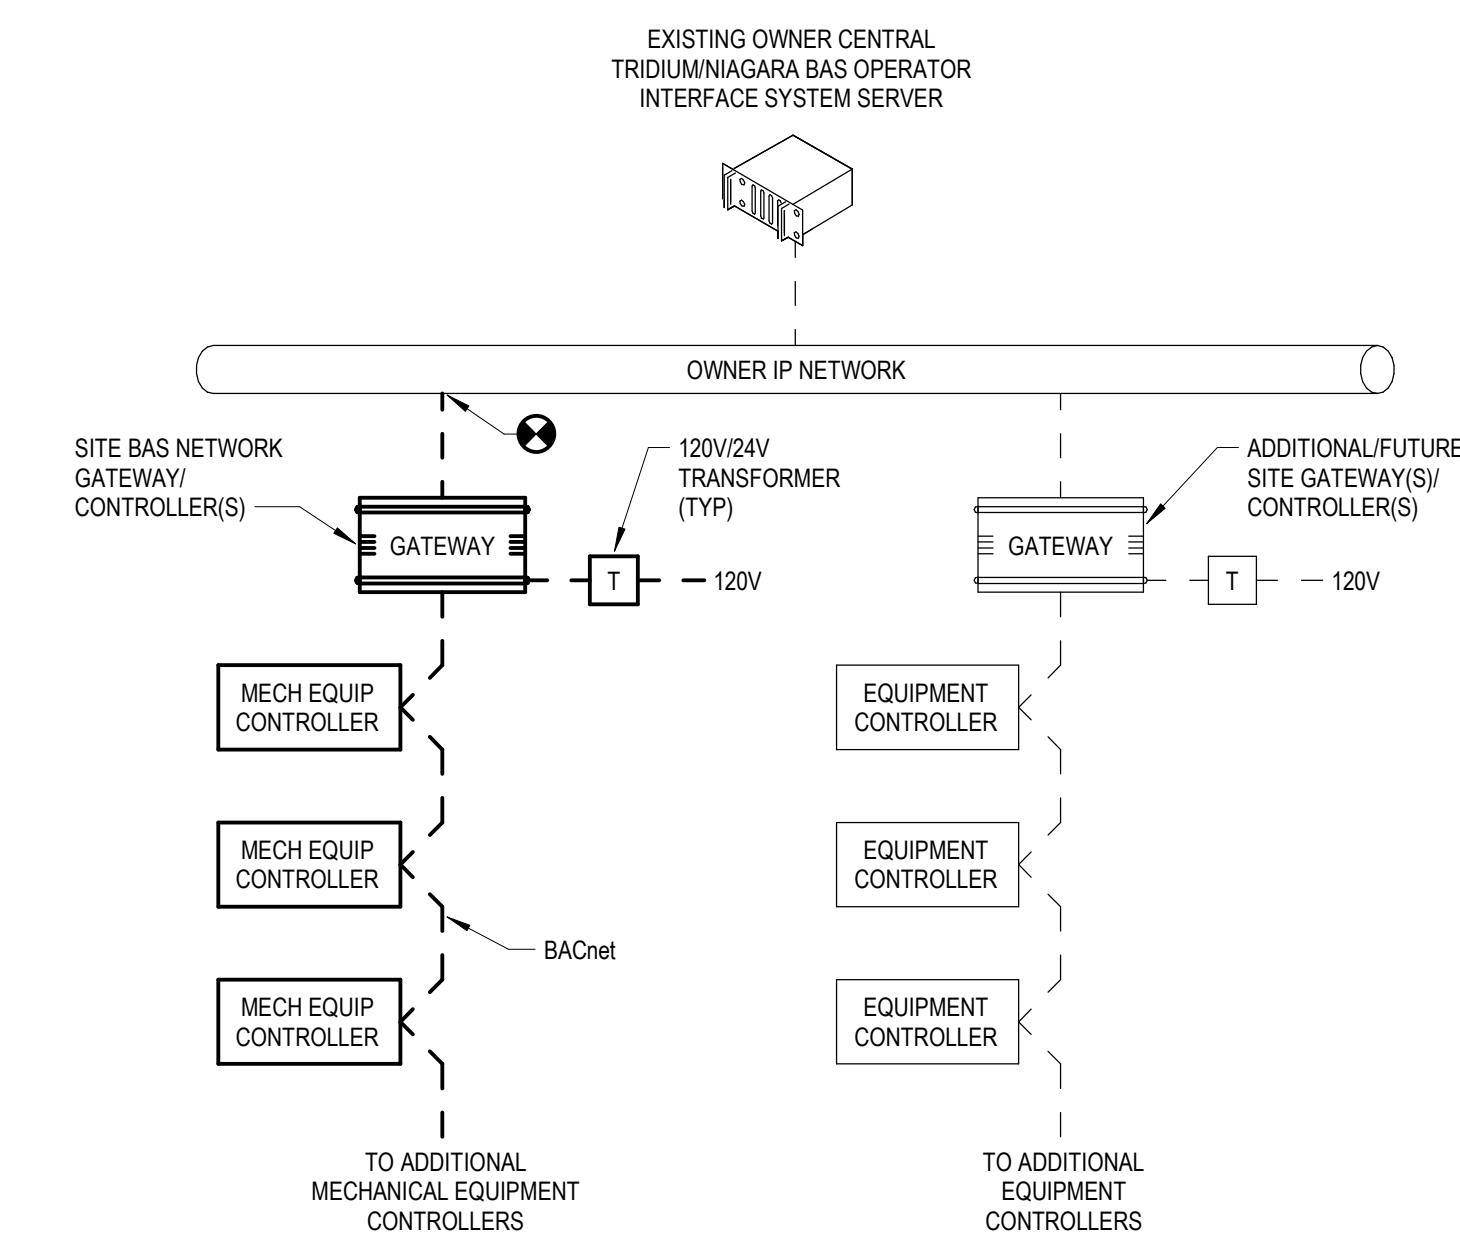 EXISTING OWNER CENTRAL
TRIDIUM/NIAGARA BAS OPERATOR
INTERFACE SYSTEM SERVER
OWNER IP NETWORK
SITE BAS NETWORK
GATEWAY/
CONTROLLER(S)
120V/24V
TRANSFORMER
(TYP)
ADDITIONAL/FUTURE
SITE GATEWAY(S)/
CONTROLLER(S)
GATEWAY
T
120V
GATEWAY
T
120V
MECH EQUIP
CONTROLLER
EQUIPMENT
CONTROLLER
MECH EQUIP
CONTROLLER
EQUIPMENT
CONTROLLER
BACnet
MECH EQUIP
CONTROLLER
EQUIPMENT
CONTROLLER
TO ADDITIONAL
MECHANICAL EQUIPMENT
CONTROLLERS
TO ADDITIONAL
EQUIPMENT
CONTROLLERS